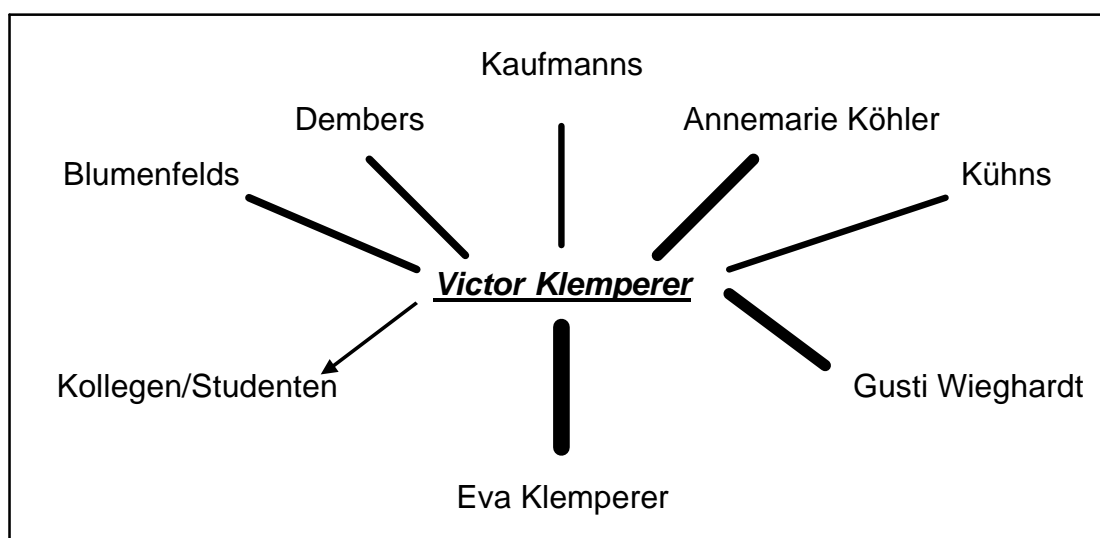 Kaufmanns
Dembers
Annemarie Köhler
Blumenfelds
Kühns
Victor Klemperer
Kollegen/Studenten
Gusti Wieghardt
Eva Klemperer